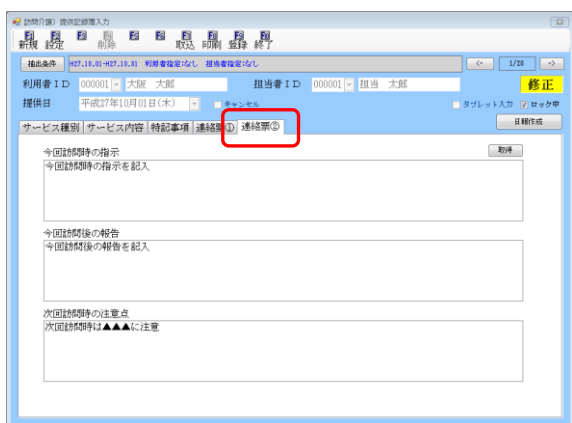 訪問介護)提供記録簿入力
F1 F2 F3 F4 F5 F6 F7 F8 F9 F10
新規 設定 削除 取込 印刷 登録 終了
抽出条件 H27.10.01-H27.10.31 利用者指定:なし 担当者指定:なし <- 1/20 ->
利用者ID 000001 大阪 太郎 担当者ID 000001 担当 太郎 修正
提供日 平成27年10月01日(木) キャンセル タブレット入力 ロック中
サービス種別 サービス内容 特記事項 連絡票① 連絡票② 日報作成
今回訪問時の指示 取得
今回訪問時の指示を記入
今回訪問後の報告
今回訪問後の報告を記入
次回訪問時の注意点
次回訪問時は▲▲▲に注意